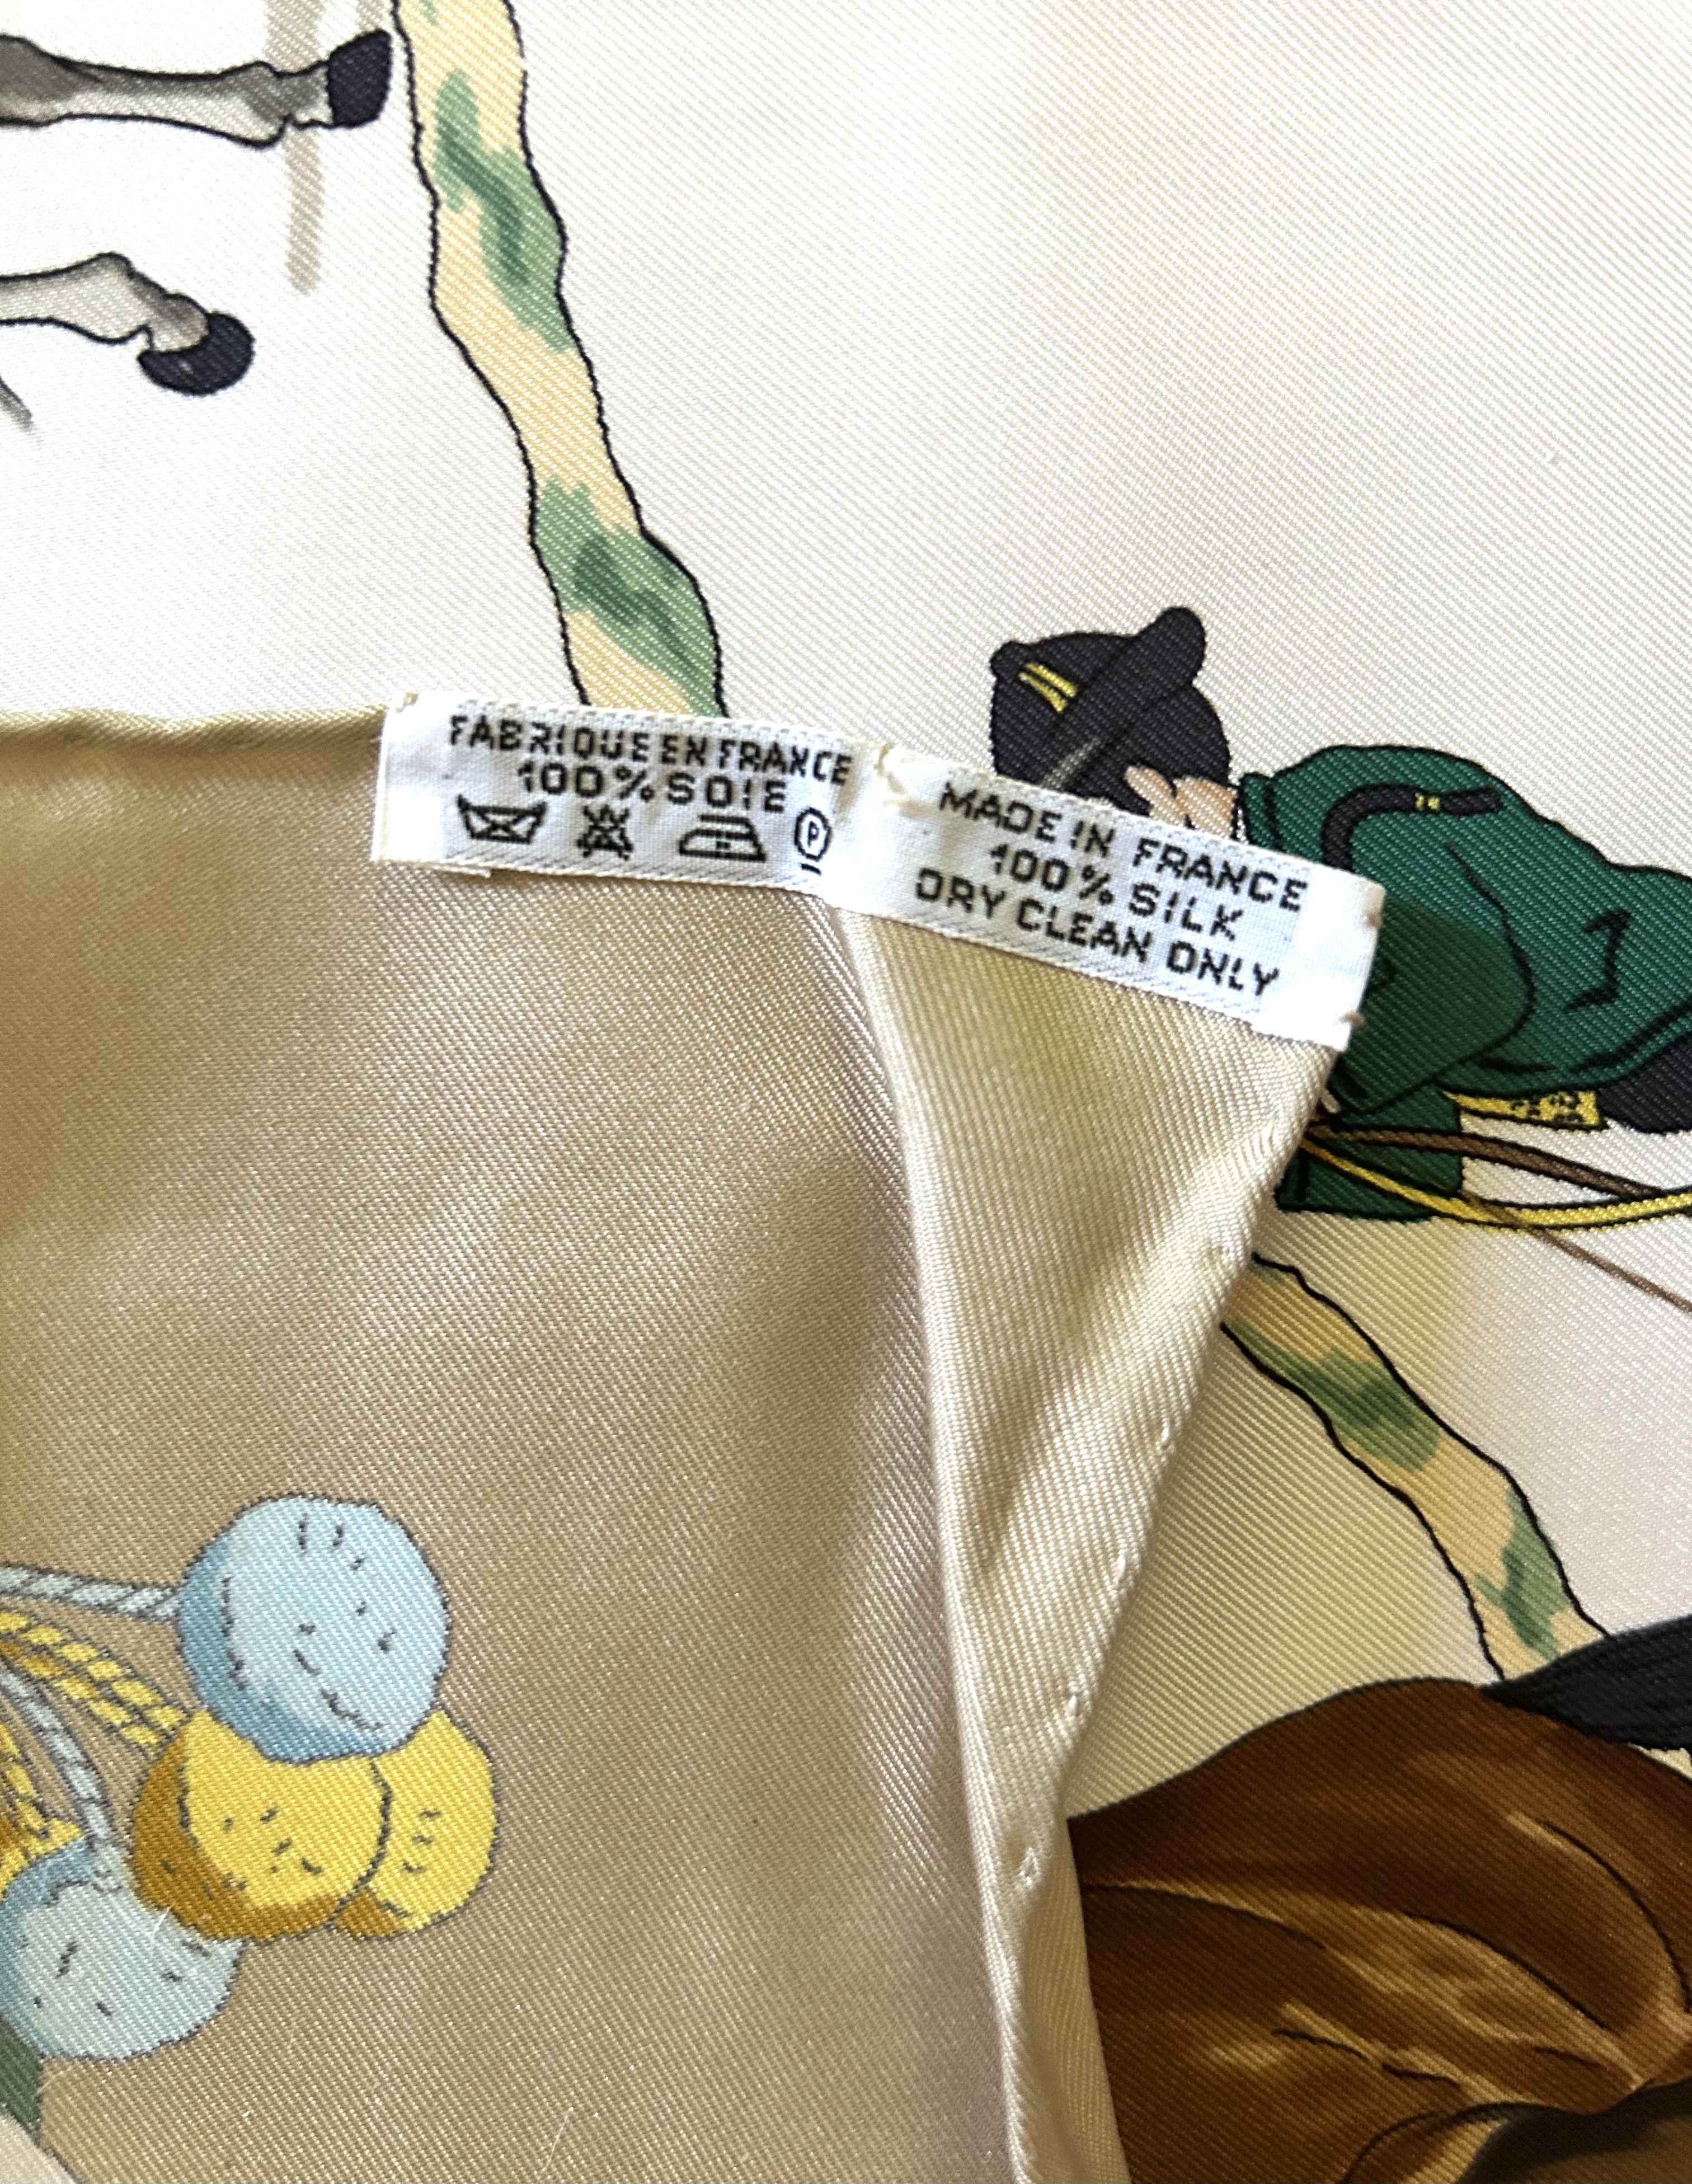 FABRIQUE EN FRANCE
100% SOIE
P
MADE IN FRANCE
100% SILK
DRY CLEAN ONLY